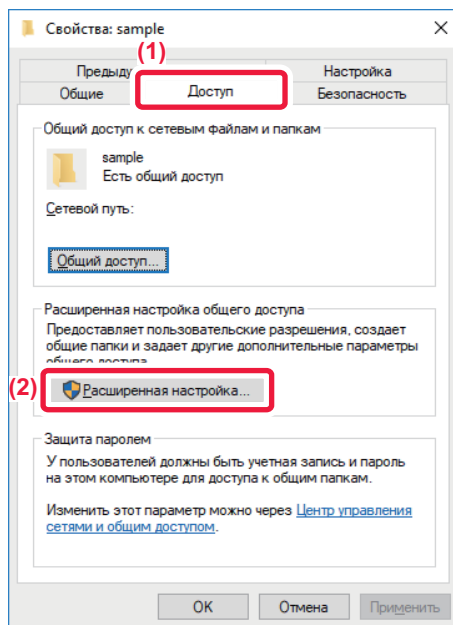 Свойства: sample
(1)
Предыду
Настройка
Общие
Доступ
Безопасность
Общий доступ к сетевым файлам и папкам
sample
Есть общий доступ
Сетевой путь:
Общий доступ...
Расширенная настройка общего доступа
Предоставляет пользовательские разрешения, создает
общие папки и задает другие дополнительные параметры
общего доступа.
(2)
Расширенная настройка...
Защита паролем
У пользователей должны быть учетная запись и пароль
на этом компьютере для доступа к общим папкам.
Изменить этот параметр можно через Центр управления
сетями и общим доступом.
OK
Отмена
Применить